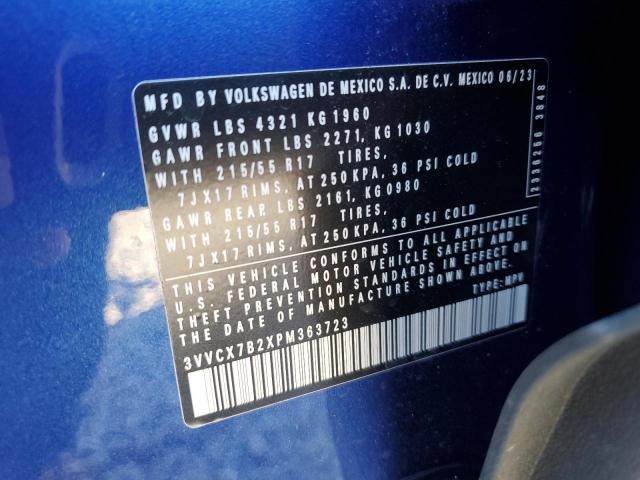 MFD BY VOLKSWAGEN DE MEXICO S.A. DE C.V. MEXICO 06/23
GVWR LBS 4321 KG 1960
GAWR FRONT LBS 2271, KG 1030
WITH 215/55 R17 TIRES,
7JX17 RIMS, AT 250 KPA, 36 PSI COLD
GAWR REAR LBS 2161, KG 0980
WITH 215/55 R17 TIRES,
7JX17 RIMS, AT 250 KPA, 36 PSI COLD
THIS VEHICLE CONFORMS TO ALL APPLICABLE
U.S. FEDERAL MOTOR VEHICLE SAFETY AND
THEFT PREVENTION STANDARDS IN EFFECT ON
THE DATE OF MANUFACTURE SHOWN ABOVE.
TYPE: MPV
3VVCX7B2XPM363723
2330250 3848